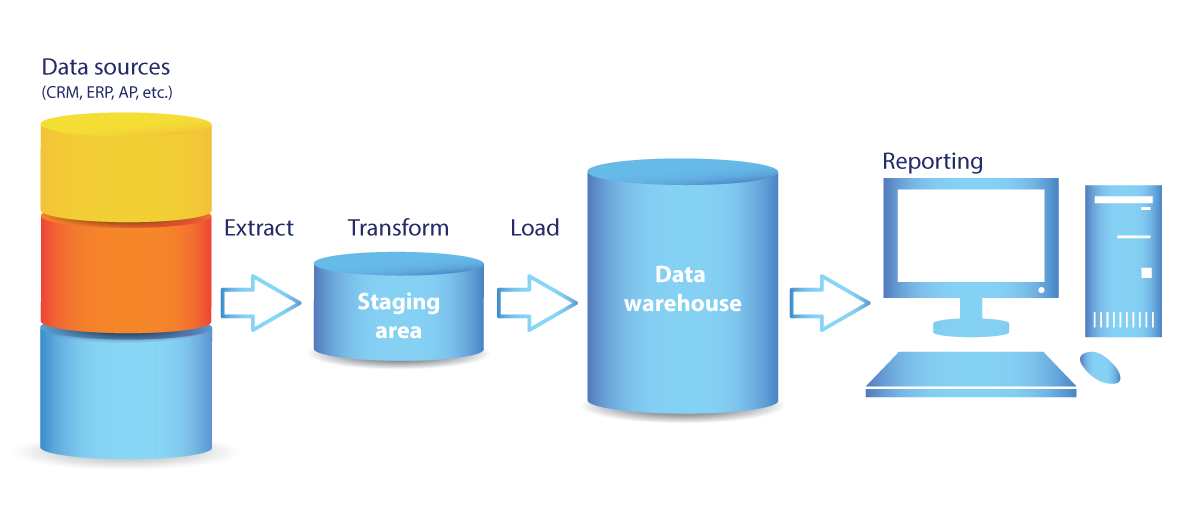 Data sources
(CRM, ERP, AP, etc.)
Extract
Transform
Staging
area
Load
Data
warehouse
Reporting